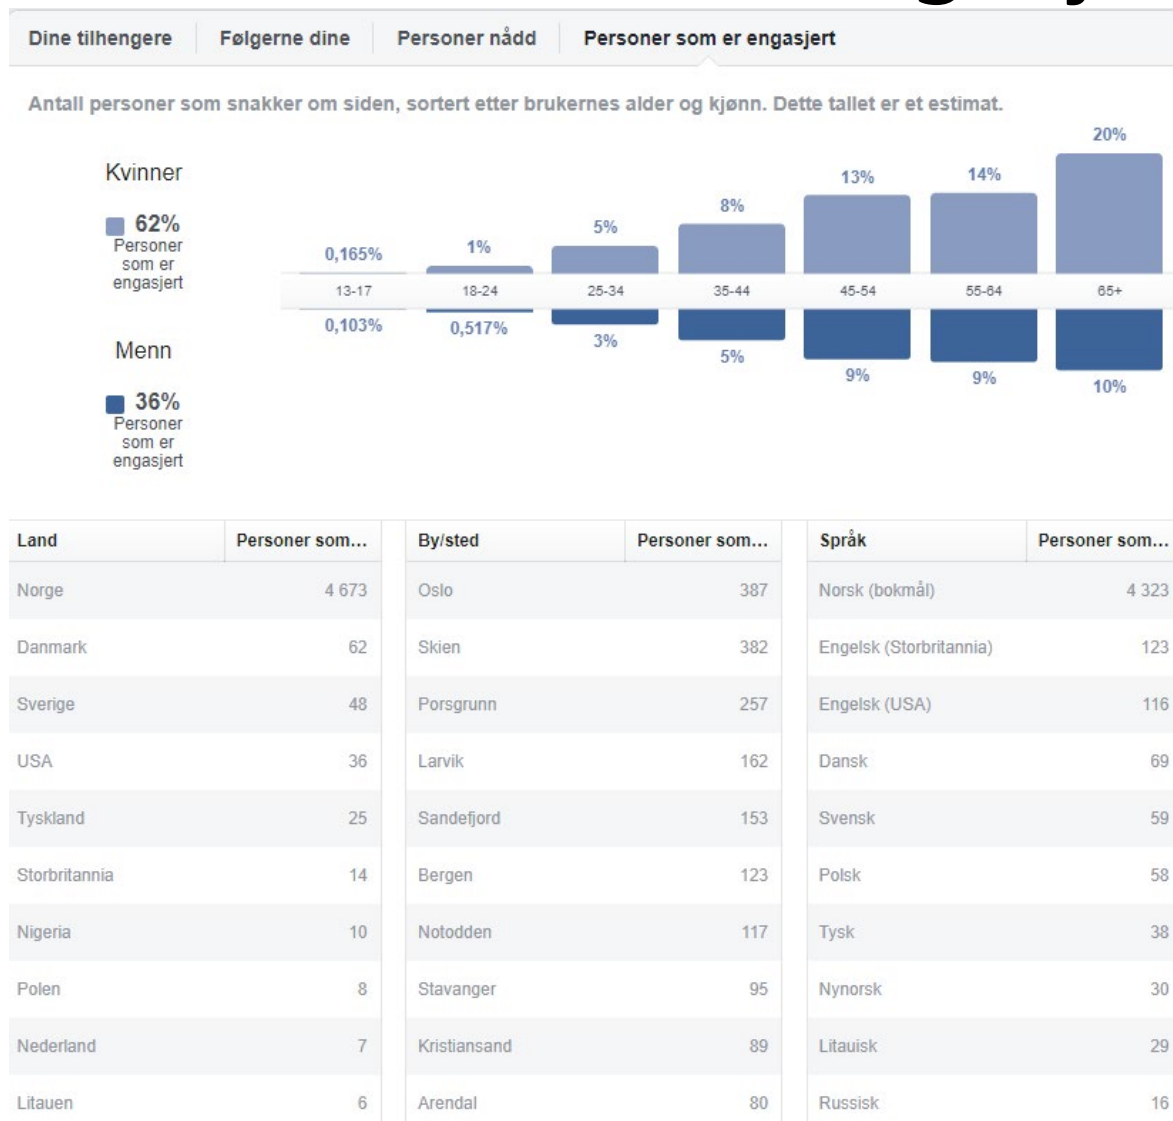 Dine tilhengere Følgerne dine Personer nådd Personer som er engasjert
Antall personer som snakker om siden, sortert etter brukernes alder og kjønn. Dette tallet er et estimat.
Kvinner
62%
Personer
som er
engasjert
0,165% 1% 5% 8% 13% 14% 20%
13-17 18-24 25-34 35-44 45-54 55-64 65+
0,103% 0,517% 3% 5% 9% 9% 10%
Menn
36%
Personer
som er
engasjert
Land Personer som…
Norge 4 673
Danmark 62
Sverige 48
USA 36
Tyskland 25
Storbritannia 14
Nigeria 10
Polen 8
Nederland 7
Litauen 6
By/sted Personer som…
Oslo 387
Skien 382
Porsgrunn 257
Larvik 162
Sandefjord 153
Bergen 123
Notodden 117
Stavanger 95
Kristiansand 89
Arendal 80
Språk Personer som…
Norsk (bokmål) 4 323
Engelsk (Storbritannia) 123
Engelsk (USA) 116
Dansk 69
Svensk 59
Polsk 58
Tysk 38
Nynorsk 30
Litauisk 29
Russisk 16